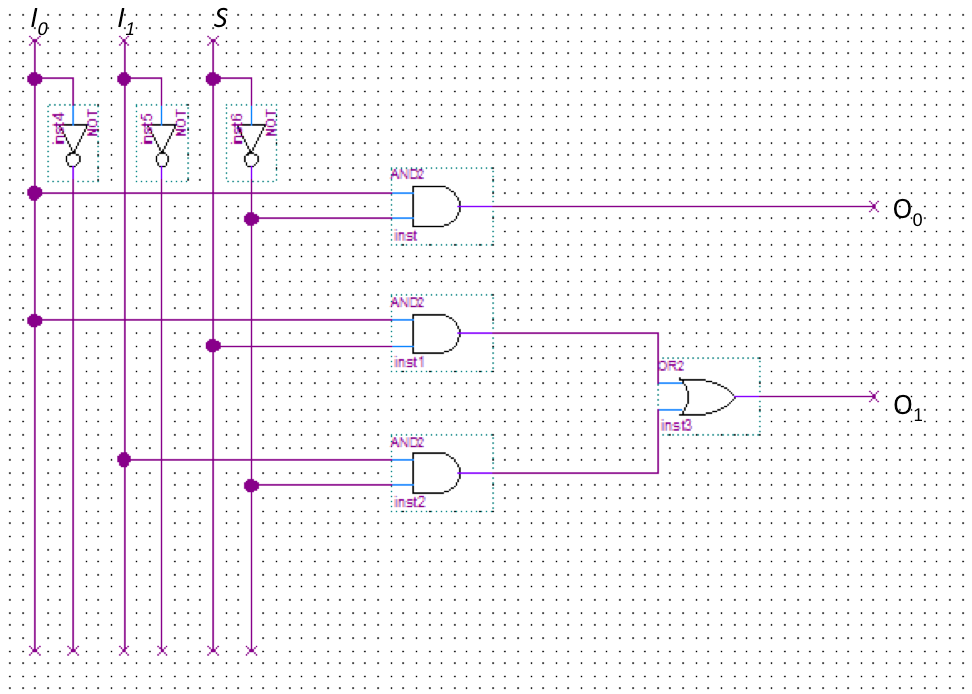 I0 I1 S
inst4 NOT inst5 NOT inst6 NOT
AND2
inst
O0
AND2
inst1
OR2
inst3
O1
AND2
inst2